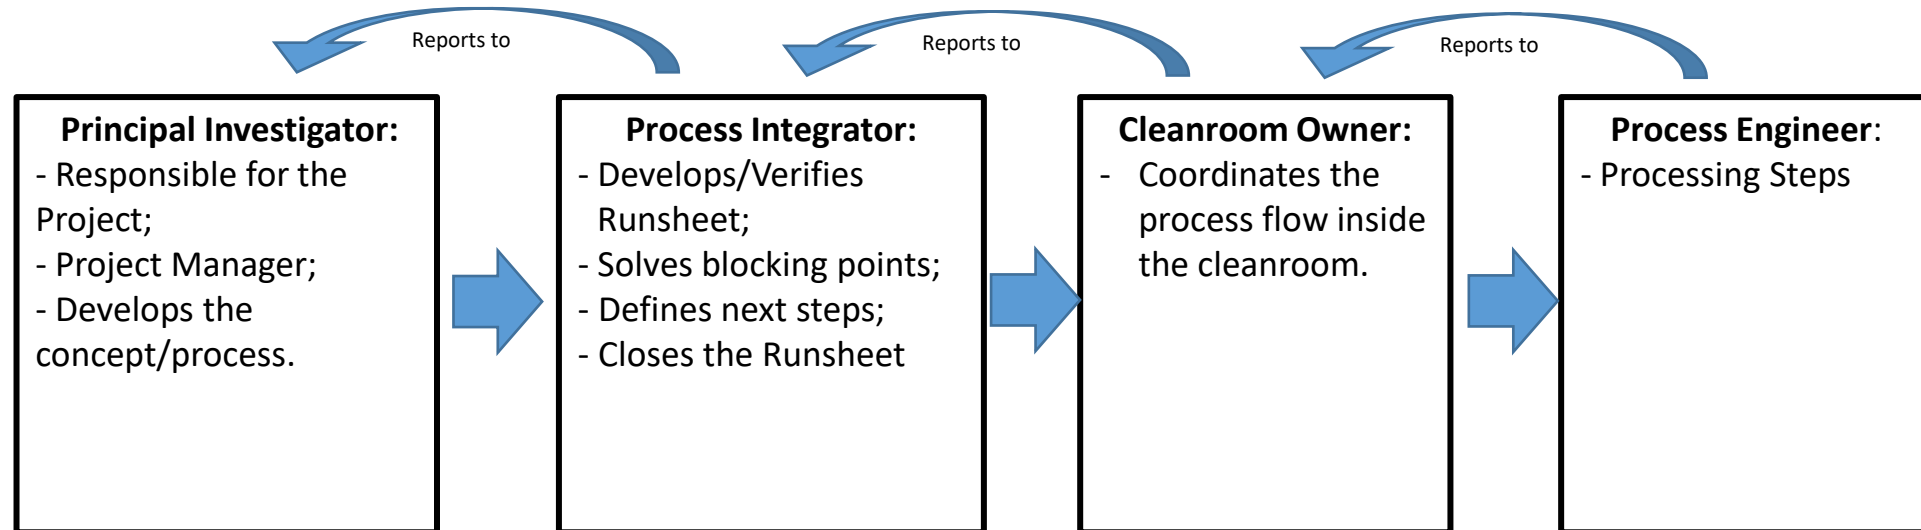 Reports to
Reports to
Reports to
Principal Investigator:
- Responsible for the
Project;
- Project Manager;
- Develops the
concept/process.
Process Integrator:
- Develops/Verifies
Runsheet;
- Solves blocking points;
- Defines next steps;
- Closes the Runsheet
Cleanroom Owner:
- Coordinates the
process flow inside
the cleanroom.
Process Engineer:
- Processing Steps